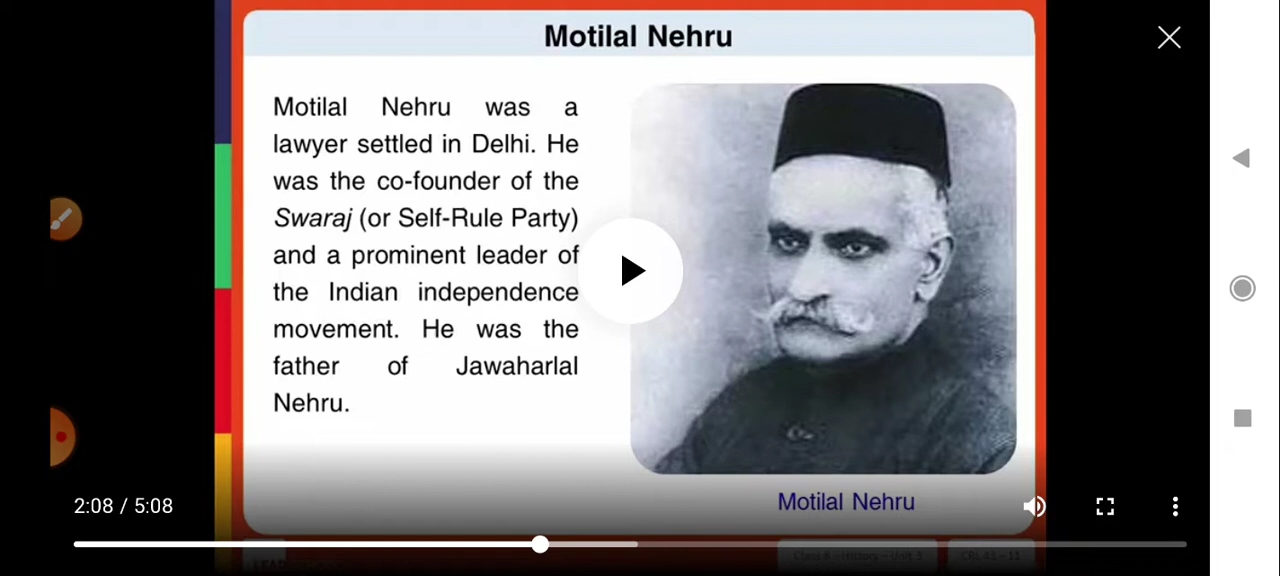 Motilal Nehru
Motilal Nehru was a
lawyer settled in Delhi. He
was the co-founder of the
Swaraj (or Self-Rule Party)
and a prominent leader of
the Indian independence
movement. He was the
father of Jawaharlal
Nehru.
Motilal Nehru
2:08 / 5:08
LEAD